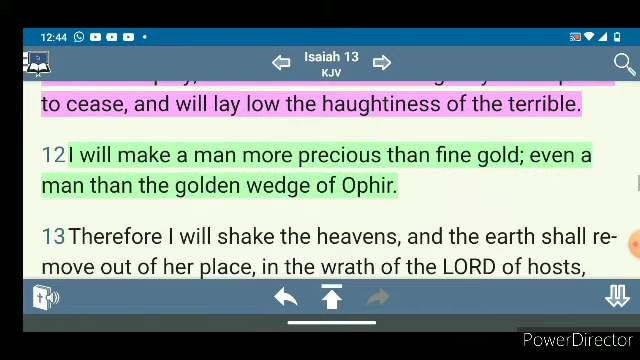 12:44
Isaiah 13
KJV
to cease, and will lay low the haughtiness of the terrible.
12 I will make a man more precious than fine gold; even a
man than the golden wedge of Ophir.
13 Therefore I will shake the heavens, and the earth shall re-
move out of her place, in the wrath of the LORD of hosts,
PowerDirector